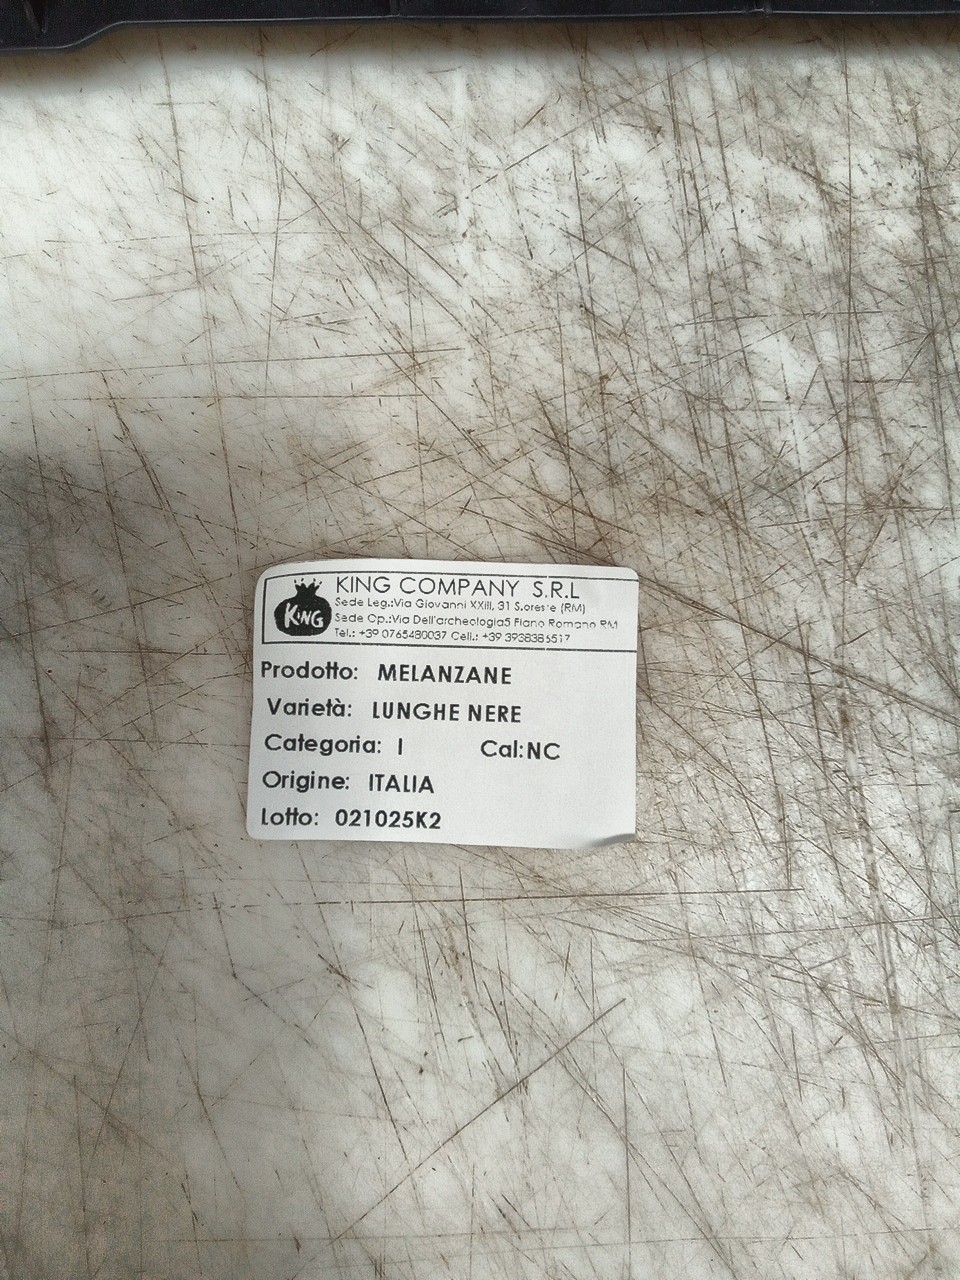 KING COMPANY S.R.L
KING
Sede Leg.:Via Giovanni XXIII, 31 S.oreste (RM)
Sede Op.:Via Dell'archeologia5 Fiano Romano RM
Tel.: +39 0765480037 Cell.: +39 3938386517
Prodotto: MELANZANE
Varietà: LUNGHE NERE
Categoria: I Cal:NC
Origine: ITALIA
Lotto: 021025K2